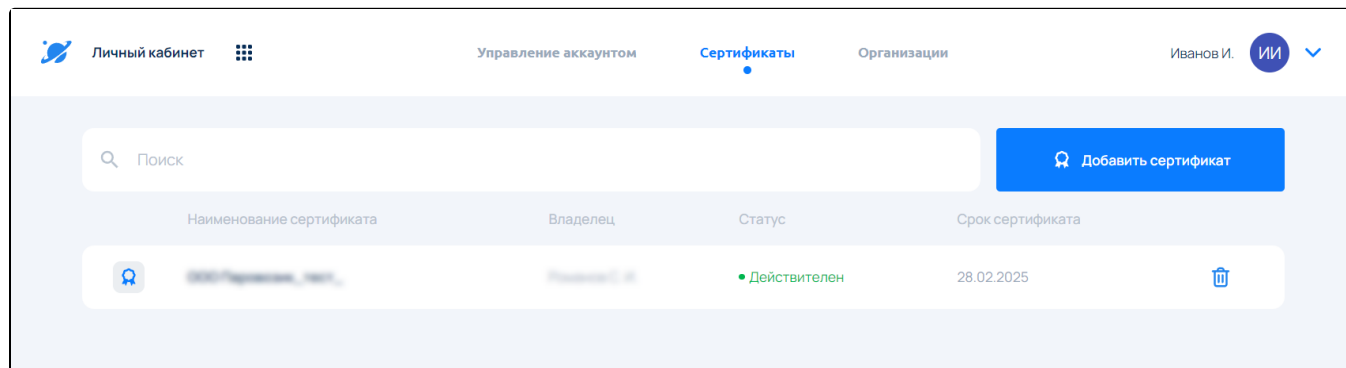 Личный кабинет Управление аккаунтом Сертификаты Организации Иванов И. ИИ
Поиск Добавить сертификат
Наименование сертификата Владелец Статус Срок сертификата
Действителен 28.02.2025